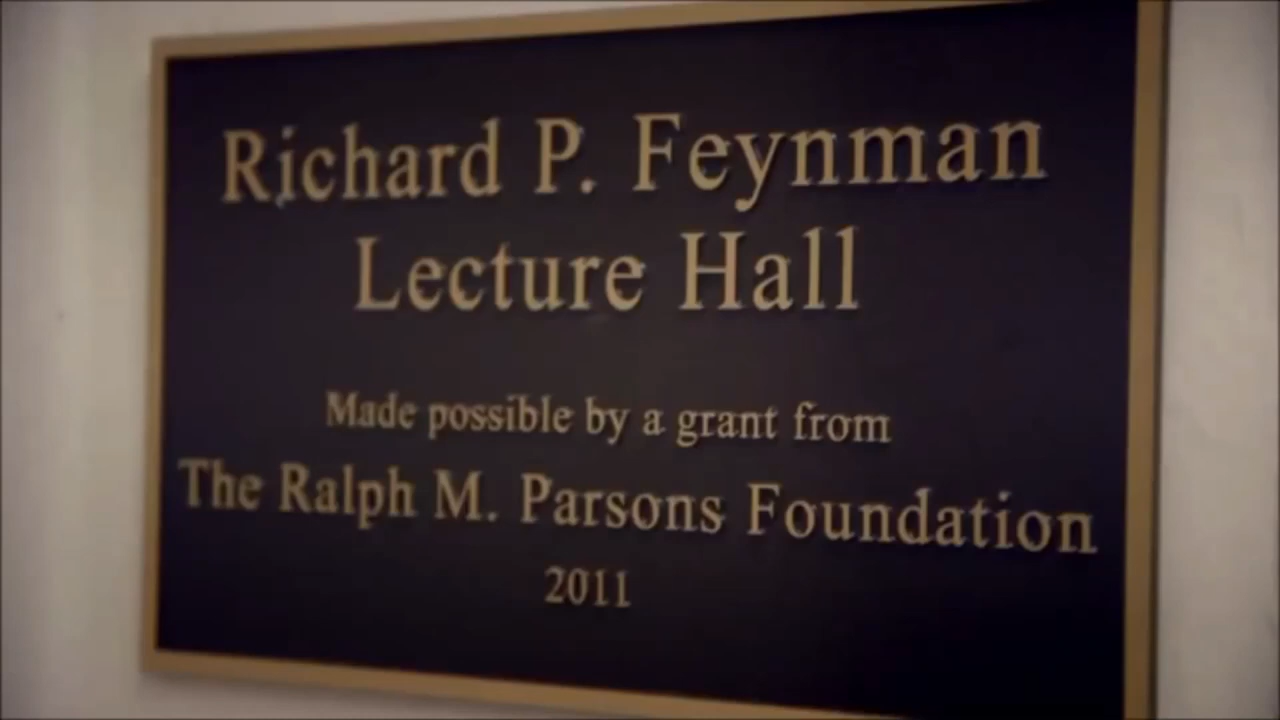 Richard P. Feynman
Lecture Hall
Made possible by a grant from
The Ralph M. Parsons Foundation
2011